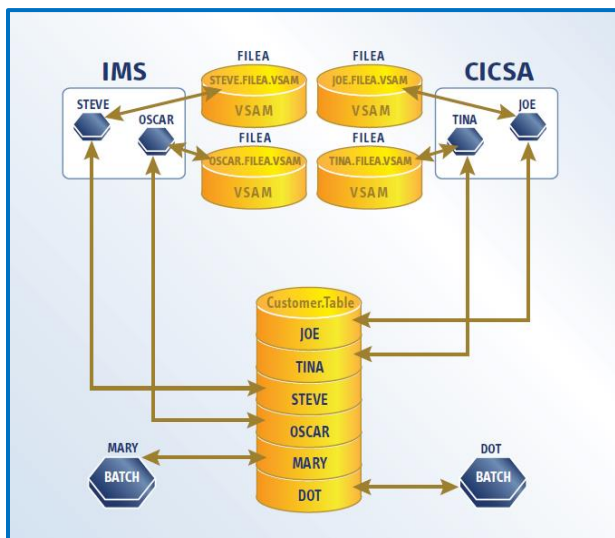 FILEA
FILEA
IMS
STEVE.FILEA.VSAM
JOE.FILEA.VSAM
CICSA
STEVE
VSAM
VSAM
JOE
OSCAR
TINA
FILEA
FILEA
OSCAR.FILEA.VSAM
TINA.FILEA.VSAM
VSAM
VSAM
Customer.Table
JOE
TINA
STEVE
OSCAR
MARY
DOT
MARY
BATCH
DOT
BATCH